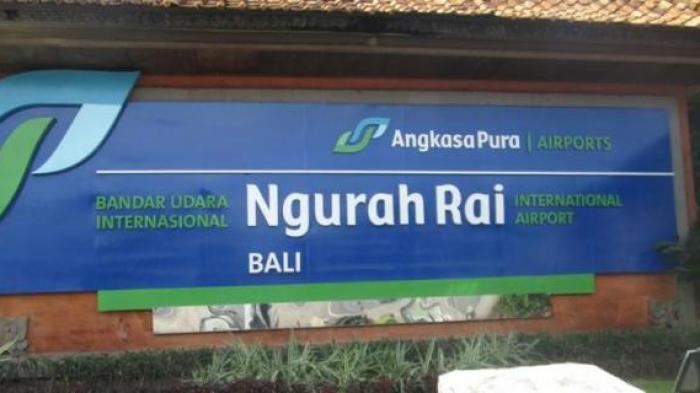 AngkasaPura | AIRPORTS
BANDAR UDARA
INTERNASIONAL
Ngurah Rai
INTERNATIONAL
AIRPORT
BALI